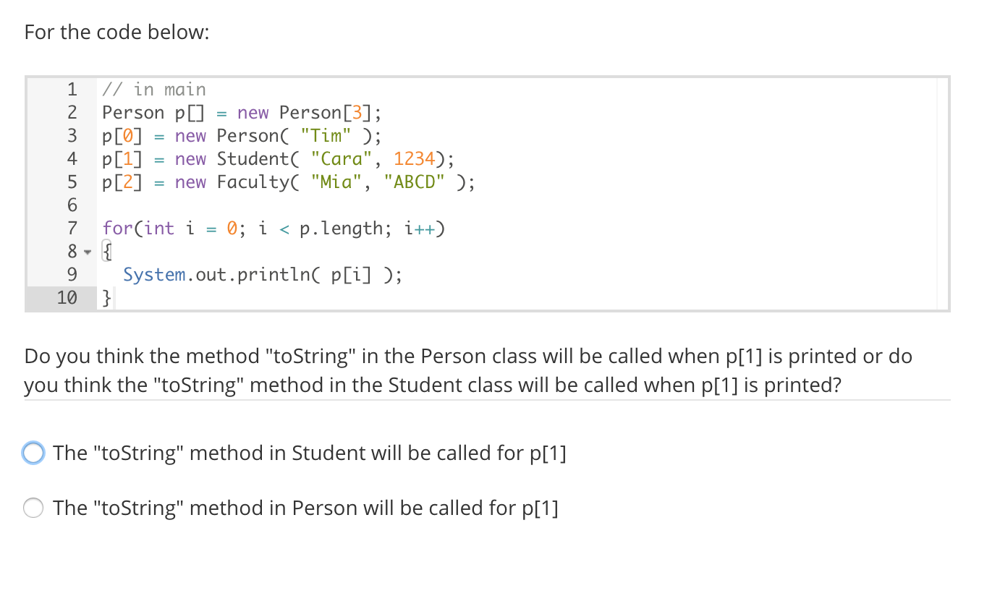 For the code below:
1 // in main
2 Person p[] = new Person[3];
3 p[0] = new Person( "Tim" );
4 p[1] = new Student( "Cara", 1234);
5 p[2] = new Faculty( "Mia", "ABCD" );
6
7 for(int i = 0; i < p.length; i++)
8 {
9 System.out.println( p[i] );
10 }
Do you think the method "toString" in the Person class will be called when p[1] is printed or do
you think the "toString" method in the Student class will be called when p[1] is printed?
The "toString" method in Student will be called for p[1]
The "toString" method in Person will be called for p[1]